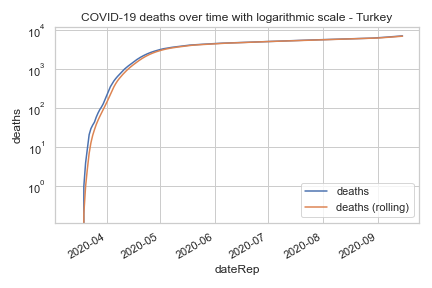 COVID-19 deaths over time with logarithmic scale - Turkey
10⁴
10³
10²
10¹
10⁰
deaths
deaths
deaths (rolling)
2020-04
2020-05
2020-06
2020-07
2020-08
2020-09
dateRep